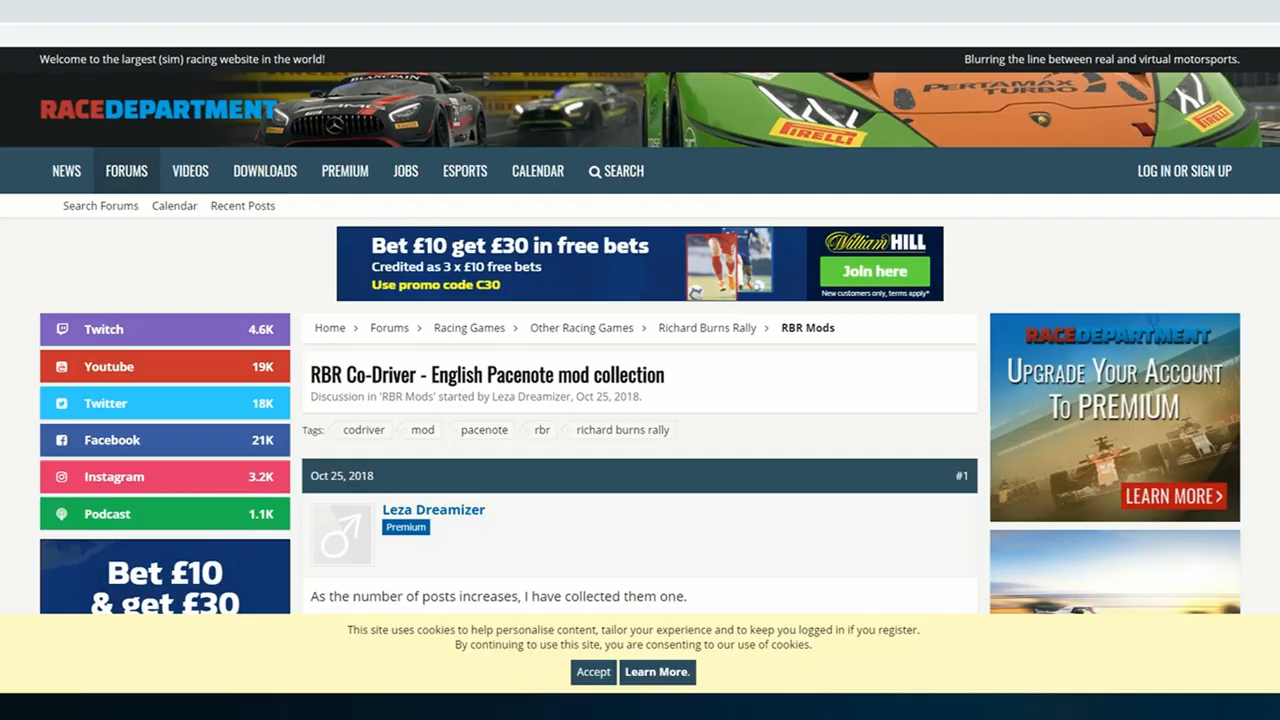 Welcome to the largest (sim) racing website in the world!
Blurring the line between real and virtual motorsports.
RACEDEPARTMENT
BLANCPAIN
PIRELLI
PERTAMAX
TURBO
PIRELLI
NEWS
FORUMS
VIDEOS
DOWNLOADS
PREMIUM
JOBS
ESPORTS
CALENDAR
SEARCH
LOG IN OR SIGN UP
Search Forums
Calendar
Recent Posts
Bet £10 get £30 in free bets
Credited as 3 x £10 free bets
Use promo code C30
William HILL
Join here
New customers only, terms apply*
Twitch 4.6K
Youtube 19K
Twitter 18K
Facebook 21K
Instagram 3.2K
Podcast 1.1K
Bet £10
& get £30
Home > Forums > Racing Games > Other Racing Games > Richard Burns Rally > RBR Mods
RBR Co-Driver - English Pacenote mod collection
Discussion in 'RBR Mods' started by Leza Dreamizer, Oct 25, 2018.
Tags: codriver mod pacenote rbr richard burns rally
Oct 25, 2018 #1
Leza Dreamizer
Premium
As the number of posts increases, I have collected them one.
RACEDEPARTMENT
UPGRADE YOUR ACCOUNT
TO PREMIUM
LEARN MORE>
This site uses cookies to help personalise content, tailor your experience and to keep you logged in if you register.
By continuing to use this site, you are consenting to our use of cookies.
Accept
Learn More.